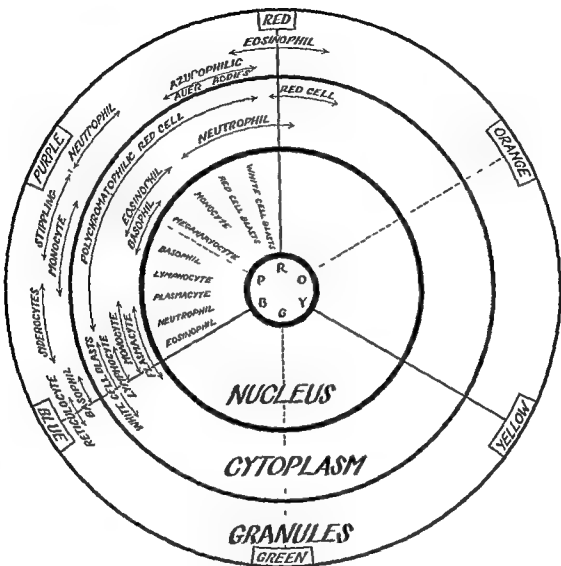 RED
EOSINOPHIL
AZUROPHILIC
AUER BODIES
RED CELL
NEUTROPHIL
PURPLE
NEUTROPHIL
POLYCHROMATOPHILIC RED CELL
ORANGE
EOSINOPHIL
BASOPHIL
STIPPLING
MONOCYTE
WHITE CELL BLASTS
RED CELL BLASTS
MONOCYTE
MEGAKARYOCYTE
BASOPHIL
LYMPHOCYTE
PLASMACYTE
NEUTROPHIL
EOSINOPHIL
R
P O
B Y
G
SIDEROCYTES
WHITE CELL BLASTS
LYMPHOCYTE
MONOCYTE
PLASMACYTE
RETICULOCYTE
BASOPHIL
BLUE
YELLOW
NUCLEUS
CYTOPLASM
GRANULES
GREEN